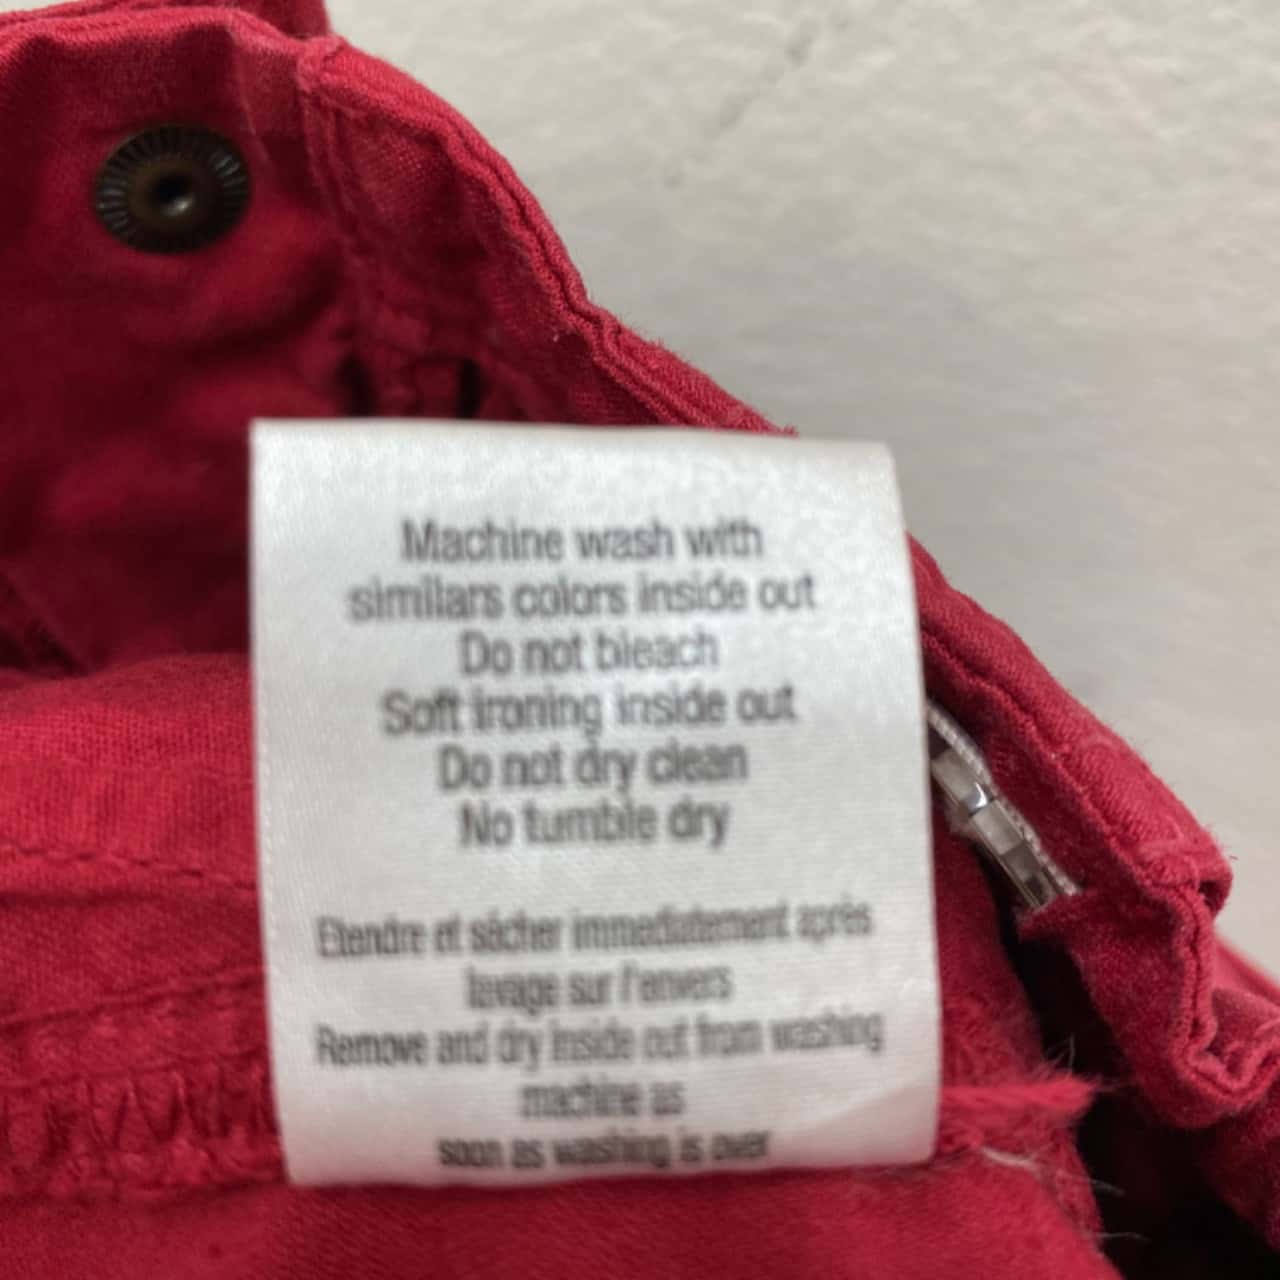 Machine wash with
similars colors inside out
Do not bleach
Soft ironing inside out
Do not dry clean
No tumble dry
Etendre et sécher immediatement après
lavage sur l'envers
Remove and dry inside out from washing
machine as
soon as washing is over